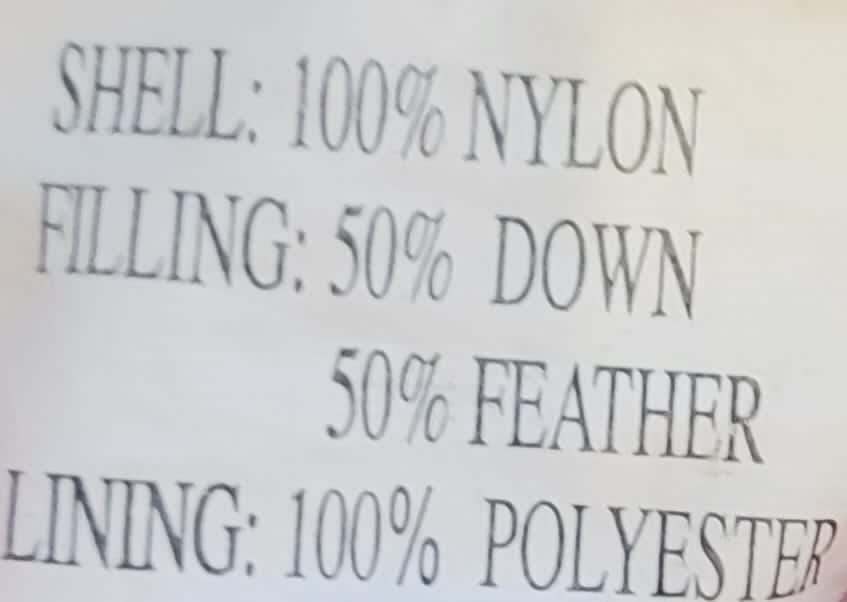 SHELL: 100% NYLON
FILLING: 50% DOWN
50% FEATHER
LINING: 100% POLYESTER